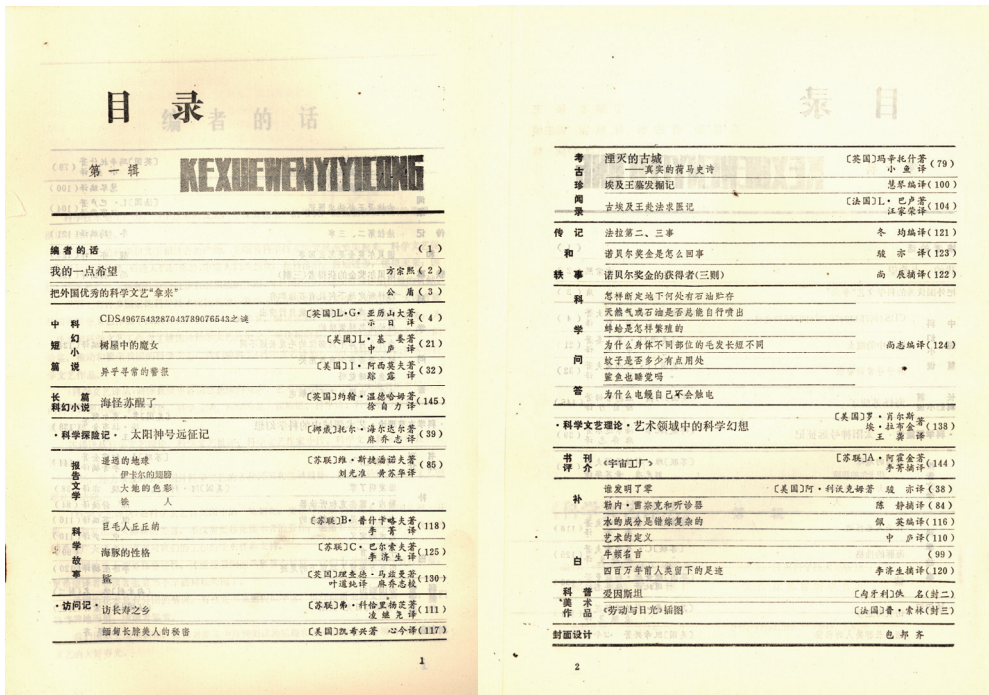 目 录
第一辑 KEXUEWENYIYICONG
编者的话 (1)
我的一点希望 方宗熙(2)
把外国优秀的科学文艺“拿来” 公 盾(3)
中 科
幻
短 小
篇 说
CDS4967543287043789076543之谜 〔英国〕L·G·亚历山大著 示 日 译 (4)
树屋中的魔女 〔美国〕L·基·委著 申 庐 译 (21)
异乎寻常的警报 〔美国〕I·阿西莫夫著 踪 露 译 (32)
长 篇
科幻小说
海怪苏醒了 〔英国〕约翰·温德哈姆著 徐自力译 (145)
·科学探险记· 太阳神号远征记 〔挪威〕托尔·海尔达尔著 麻乔志译 (39)
报告文学
遥远的地球 〔苏联〕维·斯捷潘诺夫著 (85)
伊卡尔的翅膀 刘光准 黄苏华译
大地的色彩
铁 人
科学故事
巨毛人丘丘纳 〔苏联〕B·普什卡略夫著 李 菁 译 (118)
海豚的性格 〔苏联〕C·巴尔索夫著 李济生译 (125)
鲨 〔英国〕理查德·马兹曼著 叶道纯译 麻乔志校 (130)
·访问记· 访长寿之乡 〔苏联〕弗·科恰里扬茨著 凌继尧译 (111)
缅甸长脖美人的秘密 〔美国〕凯希兴著 心今译(117)
1
目录
考古珍闻录
湮灭的古城
——真实的荷马史诗 〔英国〕玛辛托什著 小 鱼 译 (79)
埃及王墓发掘记 慧琴编译(100)
古埃及王处法求医记 〔法国〕L·巴卢著 汪家荣译 (104)
传 记
和
轶 事
法拉第二、三事 冬 均编译(121)
诺贝尔奖金是怎么回事 骏 亦 译(123)
诺贝尔奖金的获得者(三则) 尚 辰摘译(122)
科学问答
怎样断定地下何处有石油贮存
天然气或石油是否总能自行喷出
蚌蛤是怎样繁殖的
为什么身体不同部位的毛发长短不同 尚志编译(124)
蚊子是否多少有点用处
鲨鱼也睡觉吗
为什么电鳗自己不会触电
·科学文艺理论· 艺术领域中的科学幻想 〔美国〕罗·肖尔斯 埃·拉布金著 王 龚译 (138)
书 刊
评 介
《宇宙工厂》 〔苏联〕A·阿霍金著 李菁摘译 (144)
补白
谁发明了零 〔美国〕阿·利沃克姆著 骏 亦译(38)
勒内·雷奈克和听诊器 陈 静摘译(84)
水的成分是错综复杂的 佩 英编译(116)
艺术的定义 中 庐译(110)
牛顿名言 (99)
四百万年前人类留下的足迹 李济生摘译(120)
科 普
美 术
作 品
爱因斯坦 〔匈牙利〕佚 名(封二)
《劳动与日光》插图 〔法国〕普·索林(封三)
封面设计 包 郑 齐
2